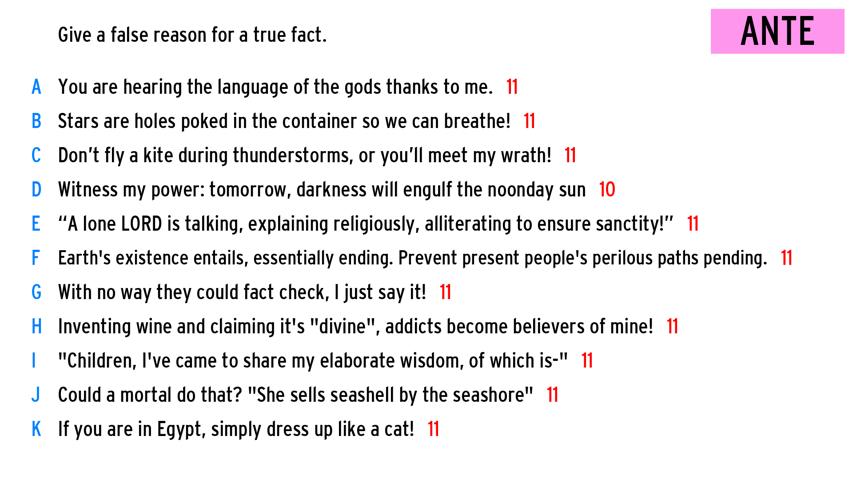 Give a false reason for a true fact.
ANTE
A You are hearing the language of the gods thanks to me. 11
B Stars are holes poked in the container so we can breathe! 11
C Don't fly a kite during thunderstorms, or you'll meet my wrath! 11
D Witness my power: tomorrow, darkness will engulf the noonday sun 10
E “A lone LORD is talking, explaining religiously, alliterating to ensure sanctity!” 11
F Earth's existence entails, essentially ending. Prevent present people's perilous paths pending. 11
G With no way they could fact check, I just say it! 11
H Inventing wine and claiming it's "divine", addicts become believers of mine! 11
I "Children, I've came to share my elaborate wisdom, of which is-" 11
J Could a mortal do that? "She sells seashell by the seashore" 11
K If you are in Egypt, simply dress up like a cat! 11